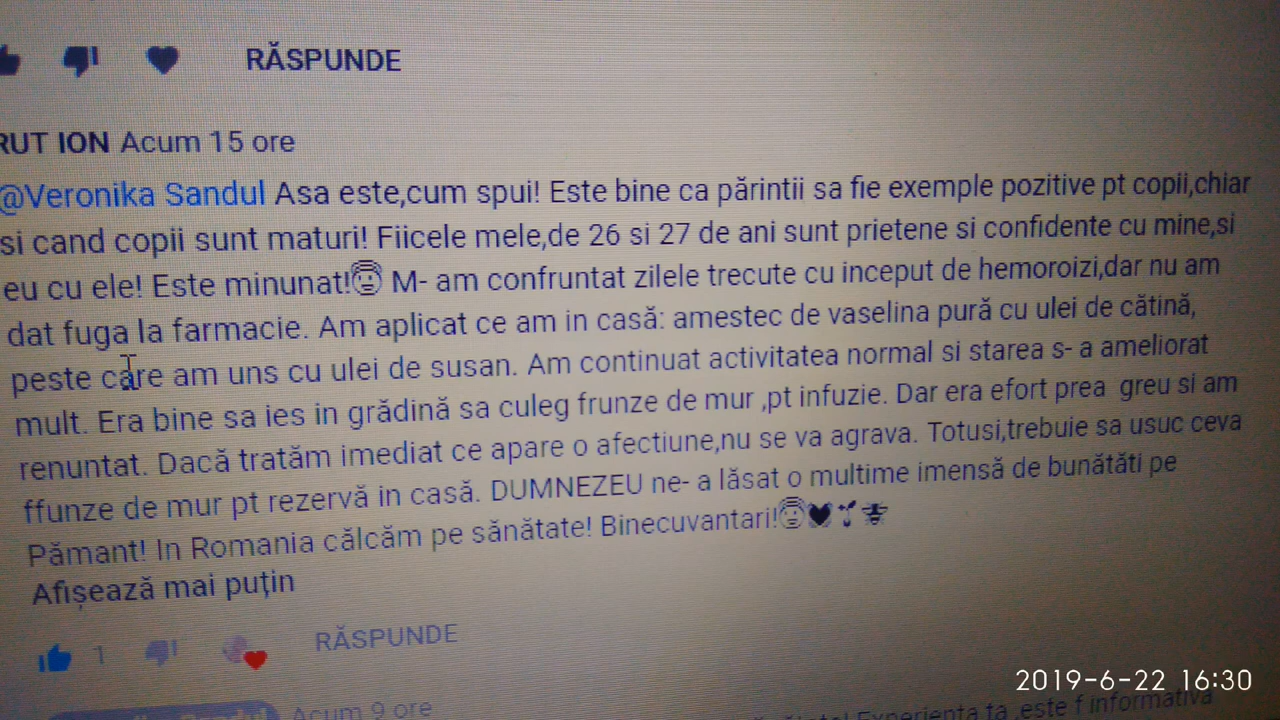 RĂSPUNDE
RUT ION Acum 15 ore
@Veronika Sandul Asa este,cum spui! Este bine ca părintii sa fie exemple pozitive pt copii,chiar
si cand copii sunt maturi! Fiicele mele,de 26 si 27 de ani sunt prietene si confidente cu mine,si
eu cu ele! Este minunat! M- am confruntat zilele trecute cu inceput de hemoroizi,dar nu am
dat fuga la farmacie. Am aplicat ce am in casă: amestec de vaselina pură cu ulei de cătină,
peste care am uns cu ulei de susan. Am continuat activitatea normal si starea s- a ameliorat
mult. Era bine sa ies in grădină sa culeg frunze de mur ,pt infuzie. Dar era efort prea greu si am
renuntat. Dacă tratăm imediat ce apare o afectiune,nu se va agrava. Totusi,trebuie sa usuc ceva
ffunze de mur pt rezervă in casă. DUMNEZEU ne- a lăsat o multime imensă de bunătăti pe
Pămant! In Romania călcăm pe sănătate! Binecuvantari!
Afișează mai puțin
1 RĂSPUNDE
Acum 9 ore
Experienta ta ,este f informativa
2019-6-22 16:30